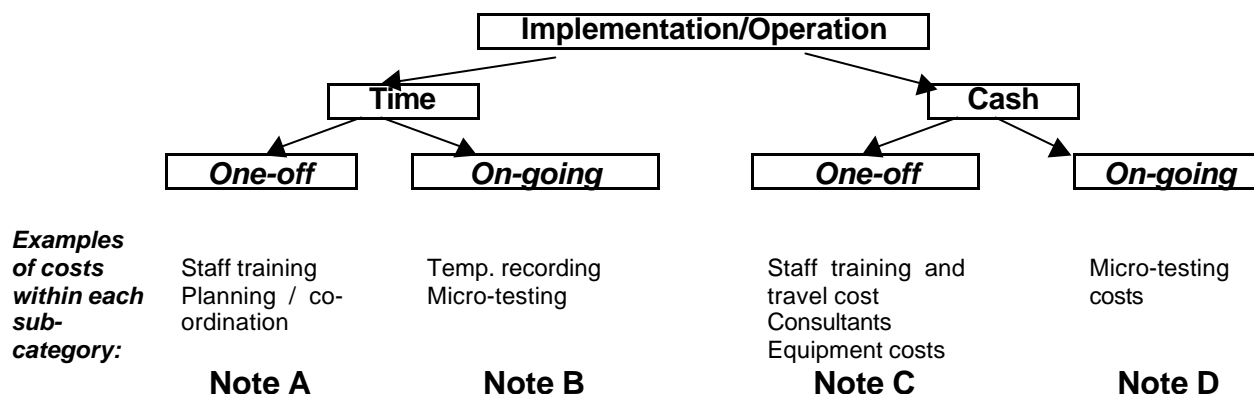 Implementation/Operation
Time
Cash
One-off
On-going
One-off
On-going
Examples
of costs
within each
sub-
category:
Staff training
Planning / co-
ordination
Temp. recording
Micro-testing
Staff training and
travel cost
Consultants
Equipment costs
Micro-testing
costs
Note A
Note B
Note C
Note D